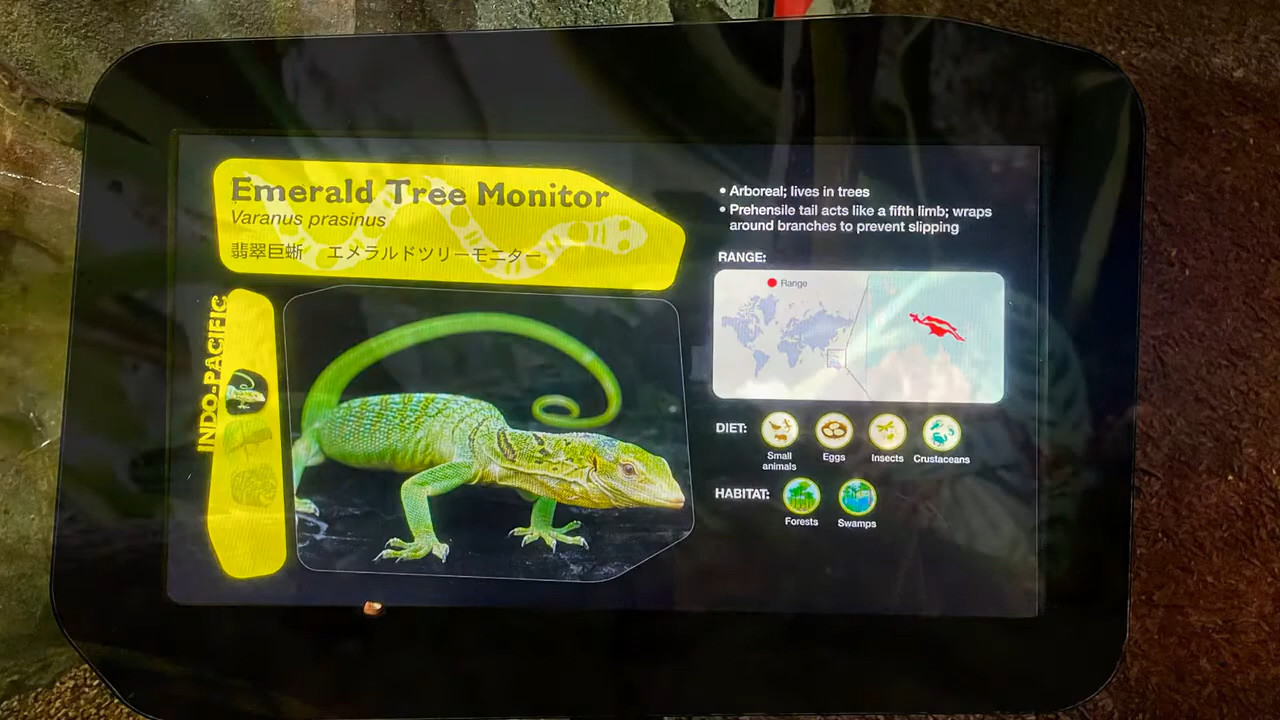 Emerald Tree Monitor
Varanus prasinus
翡翠巨蜥 エメラルドツリーモニター
INDO-PACIFIC
• Arboreal; lives in trees
• Prehensile tail acts like a fifth limb; wraps
around branches to prevent slipping
RANGE:
Range
DIET:
Small
animals
Eggs
Insects
Crustaceans
HABITAT:
Forests
Swamps